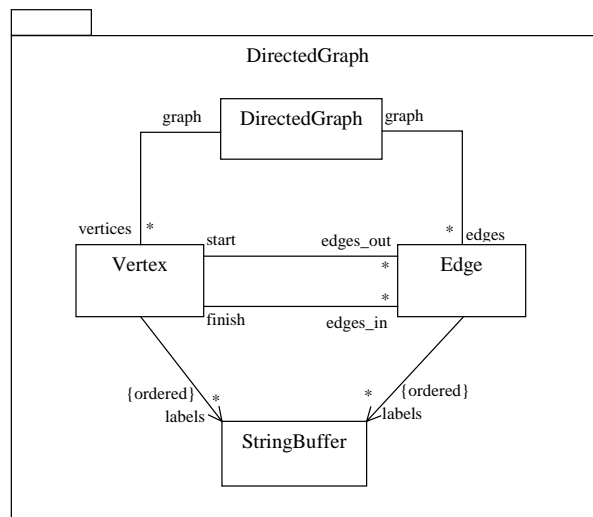 DirectedGraph
graph
DirectedGraph
graph
vertices
*
*
edges
Vertex
start
edges_out
*
Edge
finish
*
edges_in
{ordered}
*
labels
*
{ordered}
labels
StringBuffer